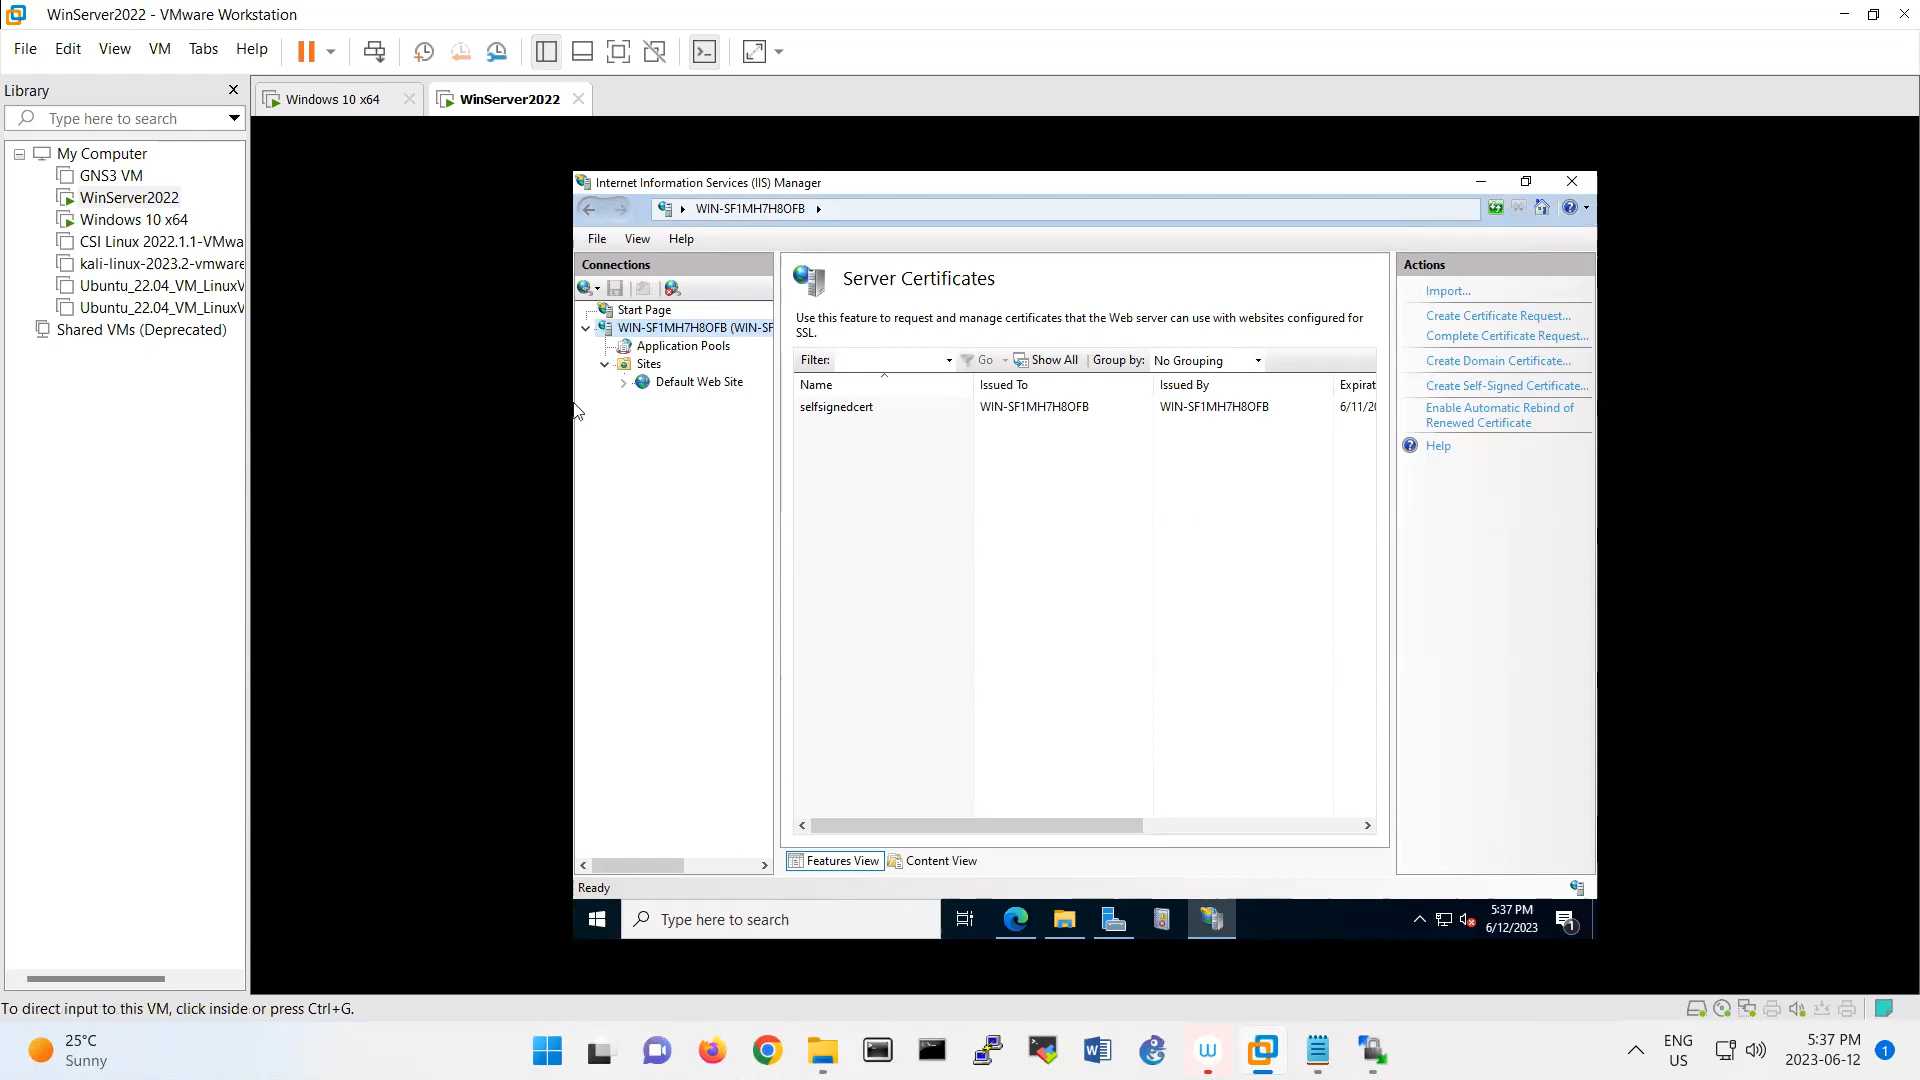 WinServer2022 - VMware Workstation
File Edit View VM Tabs Help
Library
Type here to search
My Computer
GNS3 VM
WinServer2022
Windows 10 x64
CSI Linux 2022.1.1-VMwa
kali-linux-2023.2-vmware
Ubuntu_22.04_VM_LinuxV
Ubuntu_22.04_VM_LinuxV
Shared VMs (Deprecated)
Windows 10 x64
WinServer2022
Internet Information Services (IIS) Manager
WIN-SF1MH7H8OFB
File View Help
Connections
Start Page
WIN-SF1MH7H8OFB (WIN-SF
Application Pools
Sites
Default Web Site
Server Certificates
Use this feature to request and manage certificates that the Web server can use with websites configured for
SSL.
Filter: Go Show All Group by: No Grouping
Name Issued To Issued By Expirat
selfsignedcert WIN-SF1MH7H8OFB WIN-SF1MH7H8OFB 6/11/20
Features View Content View
Actions
Import...
Create Certificate Request...
Complete Certificate Request...
Create Domain Certificate...
Create Self-Signed Certificate...
Enable Automatic Rebind of
Renewed Certificate
Help
Ready
Type here to search
5:37 PM
6/12/2023
1
To direct input to this VM, click inside or press Ctrl+G.
25°C
Sunny
ENG
US
5:37 PM
2023-06-12
1